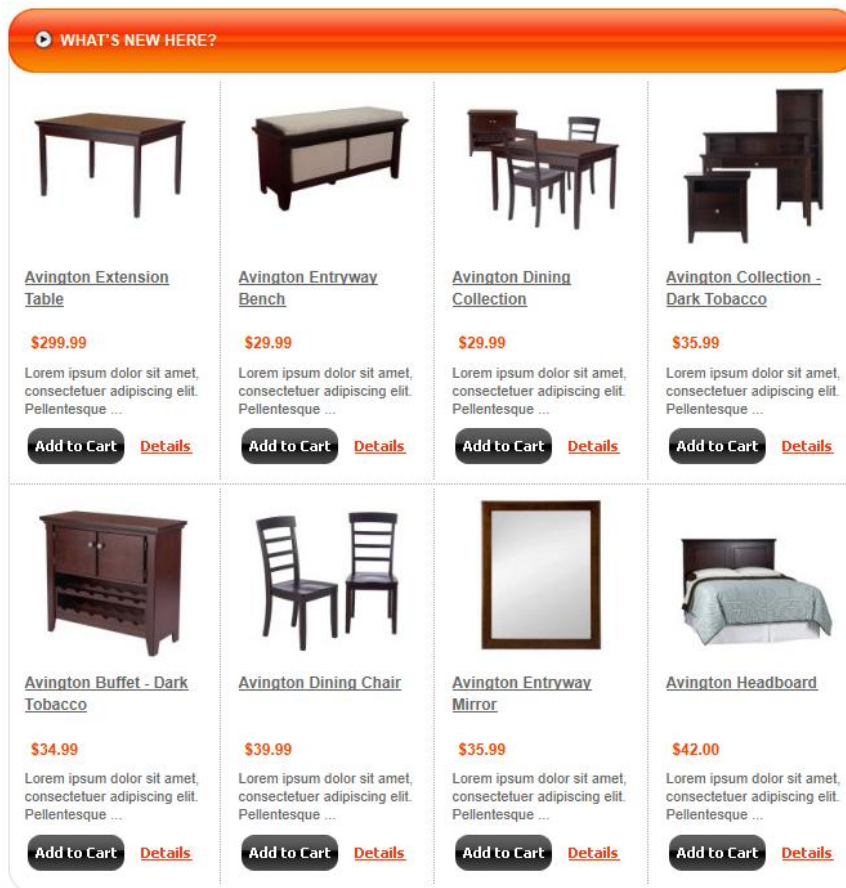 WHAT'S NEW HERE?
Avington Extension
Table
$299.99
Lorem ipsum dolor sit amet,
consectetuer adipiscing elit.
Pellentesque ...
Add to Cart Details
Avington Entryway
Bench
$29.99
Lorem ipsum dolor sit amet,
consectetuer adipiscing elit.
Pellentesque ...
Add to Cart Details
Avington Dining
Collection
$29.99
Lorem ipsum dolor sit amet,
consectetuer adipiscing elit.
Pellentesque ...
Add to Cart Details
Avington Collection -
Dark Tobacco
$35.99
Lorem ipsum dolor sit amet,
consectetuer adipiscing elit.
Pellentesque ...
Add to Cart Details
Avington Buffet - Dark
Tobacco
$34.99
Lorem ipsum dolor sit amet,
consectetuer adipiscing elit.
Pellentesque ...
Add to Cart Details
Avington Dining Chair
$39.99
Lorem ipsum dolor sit amet,
consectetuer adipiscing elit.
Pellentesque ...
Add to Cart Details
Avington Entryway
Mirror
$35.99
Lorem ipsum dolor sit amet,
consectetuer adipiscing elit.
Pellentesque ...
Add to Cart Details
Avington Headboard
$42.00
Lorem ipsum dolor sit amet,
consectetuer adipiscing elit.
Pellentesque ...
Add to Cart Details